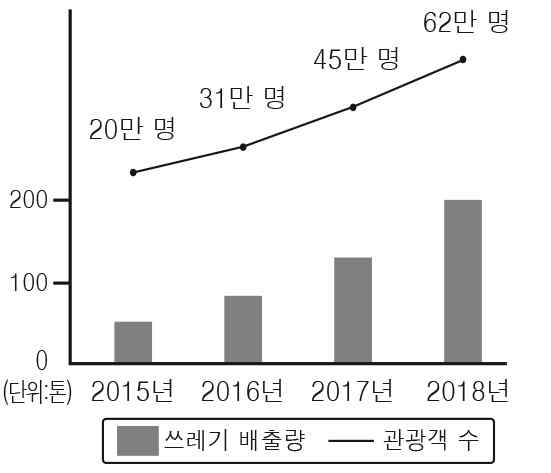 62만 명
45만 명
31만 명
20만 명
200
100
0
(단위:톤) 2015년 2016년 2017년 2018년
쓰레기 배출량 관광객 수